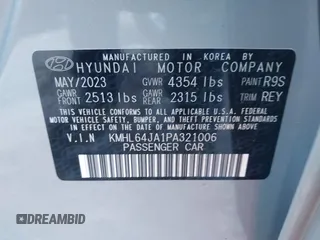 MANUFACTURED IN KOREA BY
HYUNDAI MOTOR COMPANY
MAY/2023 GVWR 4354 lbs PAINT R9S
GAWR FRONT 2513 lbs GAWR REAR 2315 lbs TRIM REY
THIS VEHICLE CONFORMS TO ALL APPLICABLE U.S.A FEDERAL
MOTOR VEHICLE SAFETY, BUMPER, AND THEFT PREVENTION
STANDARDS IN EFFECT ON THE DATE OF MANUFACTURE
SHOWN ABOVE.
V.I.N KMHL64JA1PA321006
PASSENGER CAR
© DREAMBID DREAMBID.COM